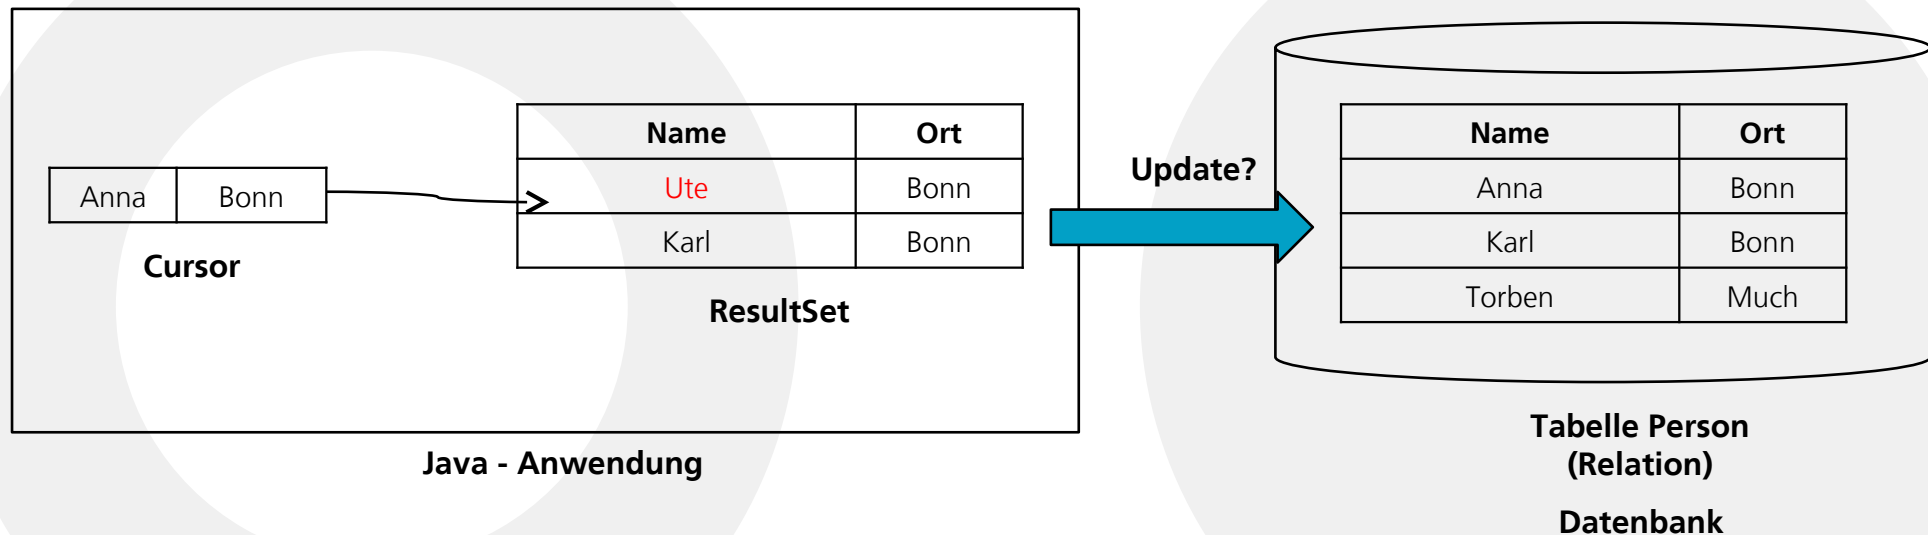 Anna Bonn
Cursor
Name Ort
Ute Bonn
Karl Bonn
ResultSet
Java - Anwendung
Update?
Name Ort
Anna Bonn
Karl Bonn
Torben Much
Tabelle Person
(Relation)
Datenbank